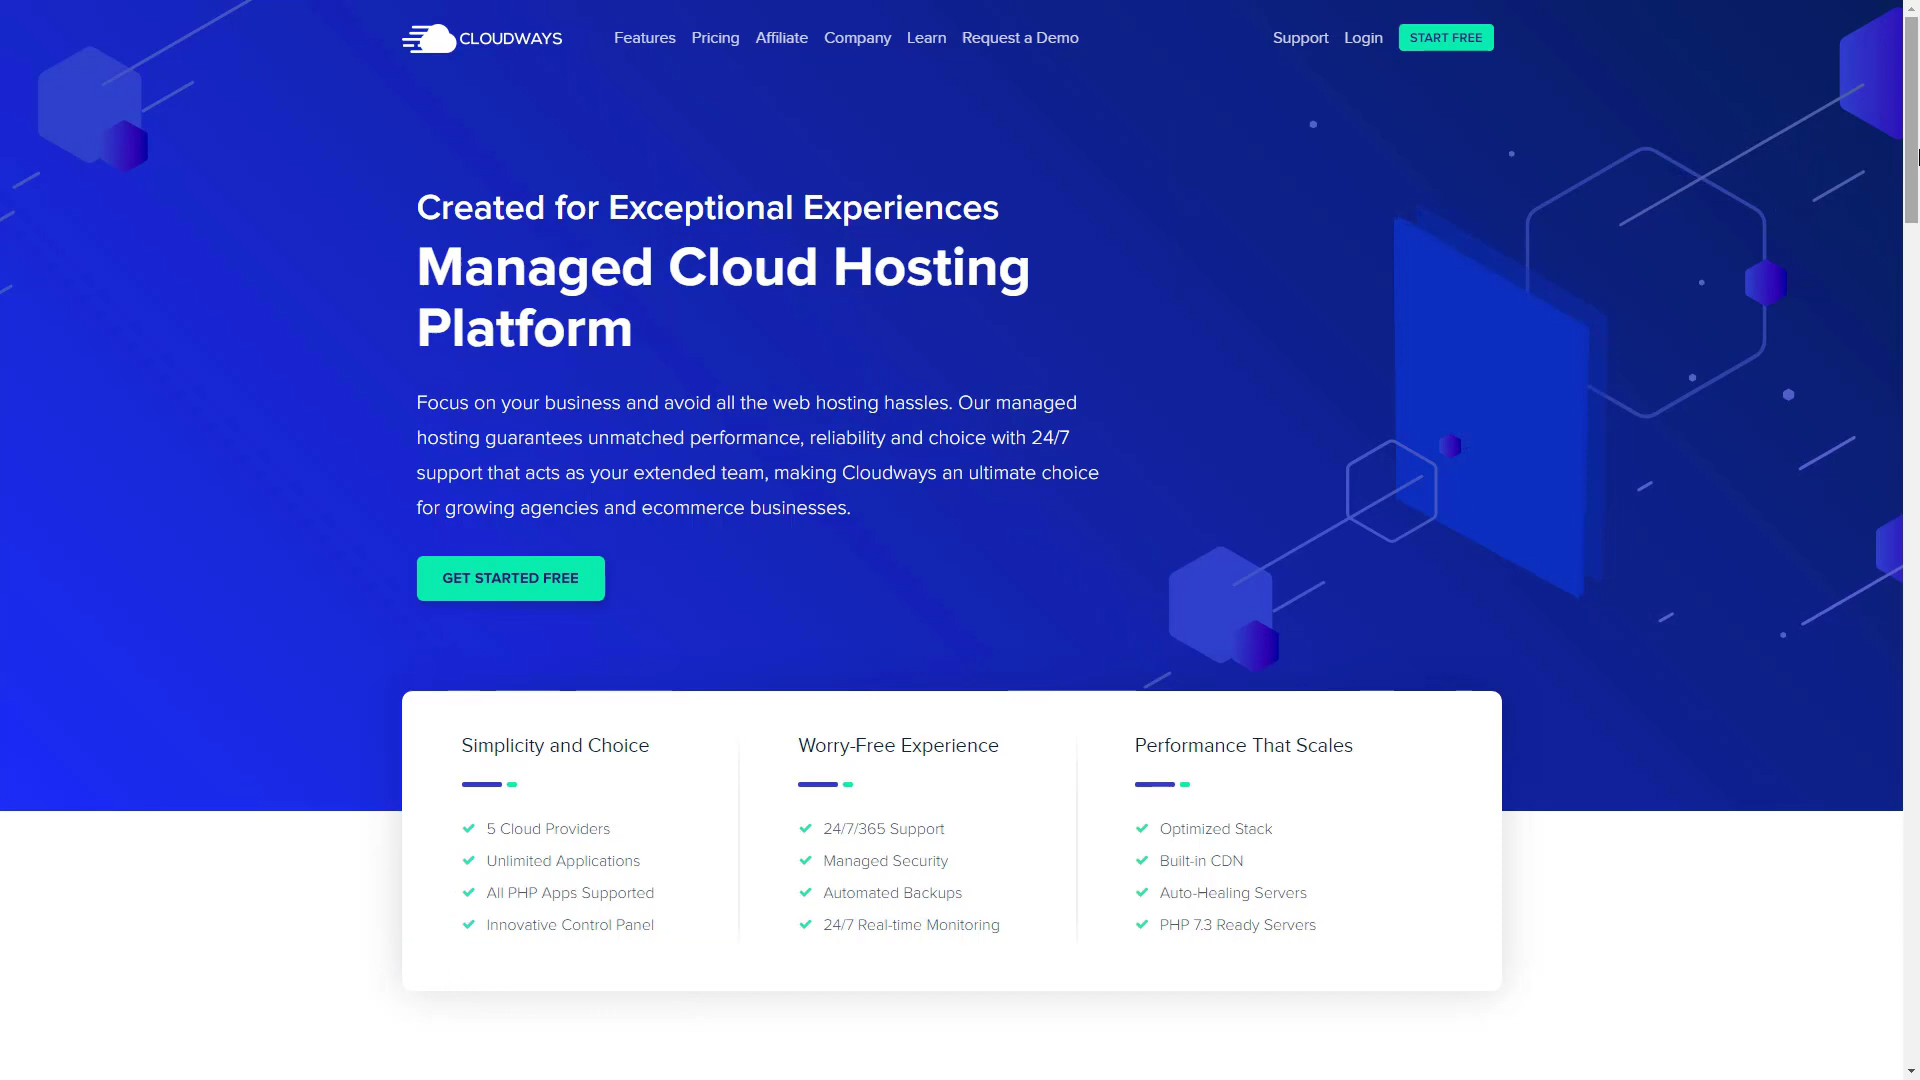 CLOUDWAYS
Features Pricing Affiliate Company Learn Request a Demo
Support Login START FREE
Created for Exceptional Experiences
Managed Cloud Hosting
Platform
Focus on your business and avoid all the web hosting hassles. Our managed
hosting guarantees unmatched performance, reliability and choice with 24/7
support that acts as your extended team, making Cloudways an ultimate choice
for growing agencies and ecommerce businesses.
GET STARTED FREE
Simplicity and Choice
5 Cloud Providers
Unlimited Applications
All PHP Apps Supported
Innovative Control Panel
Worry-Free Experience
24/7/365 Support
Managed Security
Automated Backups
24/7 Real-time Monitoring
Performance That Scales
Optimized Stack
Built-in CDN
Auto-Healing Servers
PHP 7.3 Ready Servers